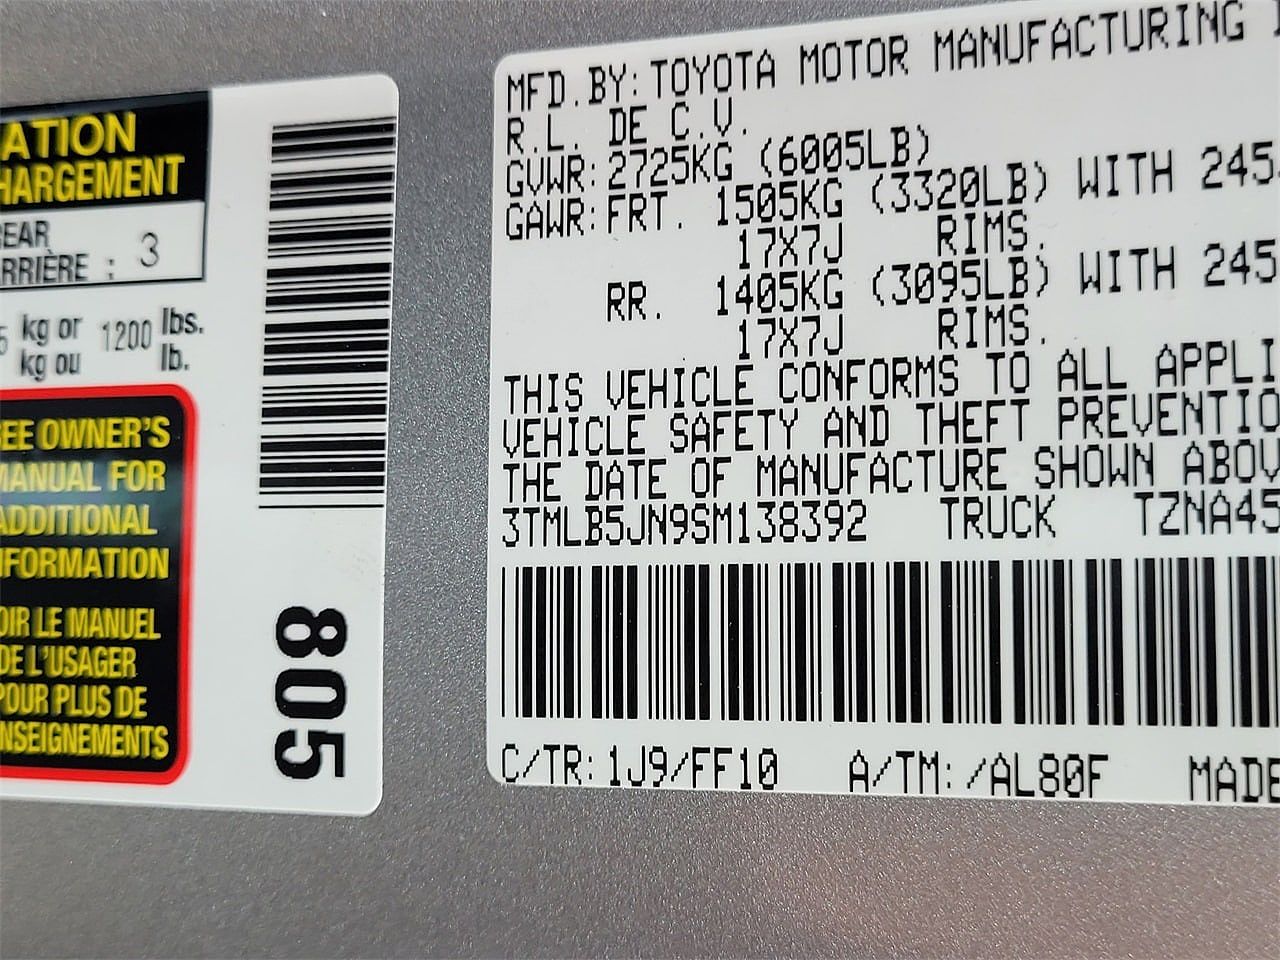 ATION
HARGEMENT
EAR
RRIÈRE : 3
5 kg or 1200 lbs.
kg ou lb.
SEE OWNER'S
MANUAL FOR
ADDITIONAL
INFORMATION
OIR LE MANUEL
DE L'USAGER
POUR PLUS DE
NSEIGNEMENTS
805
MFD.BY:TOYOTA MOTOR MANUFACTURING
R.L. DE C.V.
GVWR:2725KG (6005LB)
GAWR:FRT. 1505KG (3320LB) WITH 245
17X7J RIMS.
RR. 1405KG (3095LB) WITH 245
17X7J RIMS.
THIS VEHICLE CONFORMS TO ALL APPLI
VEHICLE SAFETY AND THEFT PREVENTIO
THE DATE OF MANUFACTURE SHOWN ABOV
3TMLB5JN9SM138392 TRUCK TZNA45
C/TR:1J9/FF10 A/TM:/AL80F MADE